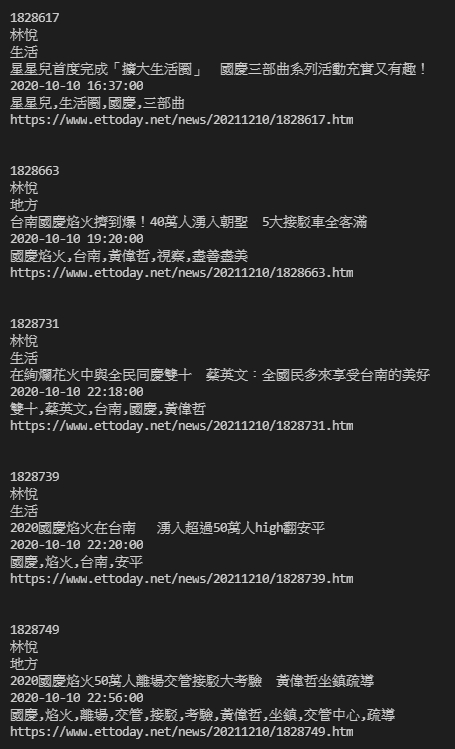 1828617
林悅
生活
星星兒首度完成「擴大生活圈」　國慶三部曲系列活動充實又有趣！
2020-10-10 16:37:00
星星兒,生活圈,國慶,三部曲
https://www.ettoday.net/news/20211210/1828617.htm
1828663
林悅
地方
台南國慶焰火擠到爆！40萬人湧入朝聖　5大接駁車全客滿
2020-10-10 19:20:00
國慶焰火,台南,黃偉哲,視察,盡善盡美
https://www.ettoday.net/news/20211210/1828663.htm
1828731
林悅
生活
在絢爛花火中與全民同慶雙十　蔡英文：全國民多來享受台南的美好
2020-10-10 22:18:00
雙十,蔡英文,台南,國慶,黃偉哲
https://www.ettoday.net/news/20211210/1828731.htm
1828739
林悅
生活
2020國慶焰火在台南　 湧入超過50萬人high翻安平
2020-10-10 22:20:00
國慶,焰火,台南,安平
https://www.ettoday.net/news/20211210/1828739.htm
1828749
林悅
地方
2020國慶焰火50萬人離場交管接駁大考驗　黃偉哲坐鎮疏導
2020-10-10 22:56:00
國慶,焰火,離場,交管,接駁,考驗,黃偉哲,坐鎮,交管中心,疏導
https://www.ettoday.net/news/20211210/1828749.htm